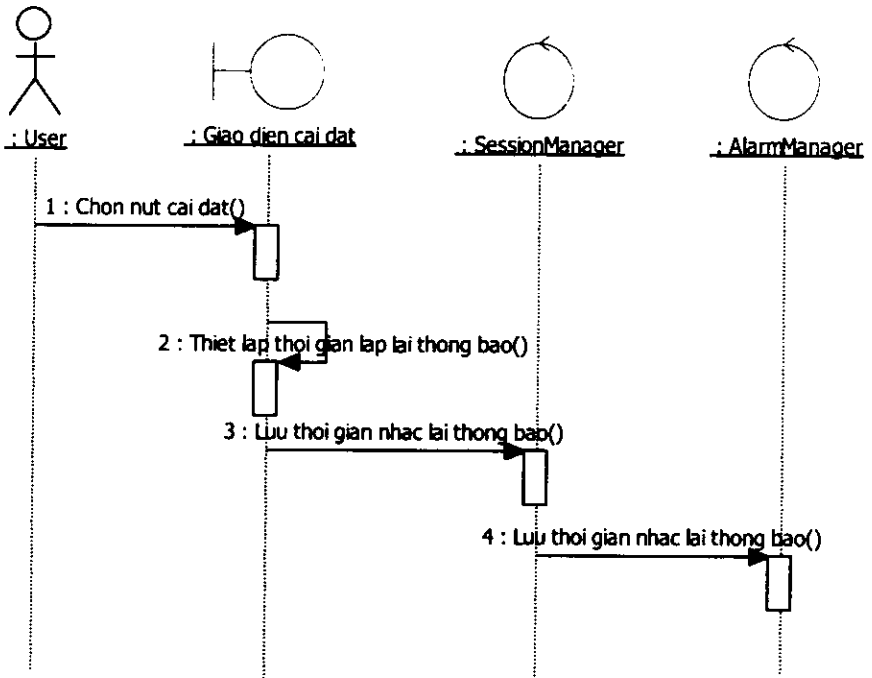 : User
: Giao dien cai dat
: SessionManager
: AlarmManager
1 : Chon nut cai dat()
2 : Thiet lap thoi gian lap lai thong bao()
3 : Luu thoi gian nhac lai thong bao()
4 : Luu thoi gian nhac lai thong bao()